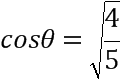 cosθ = √(4/5)